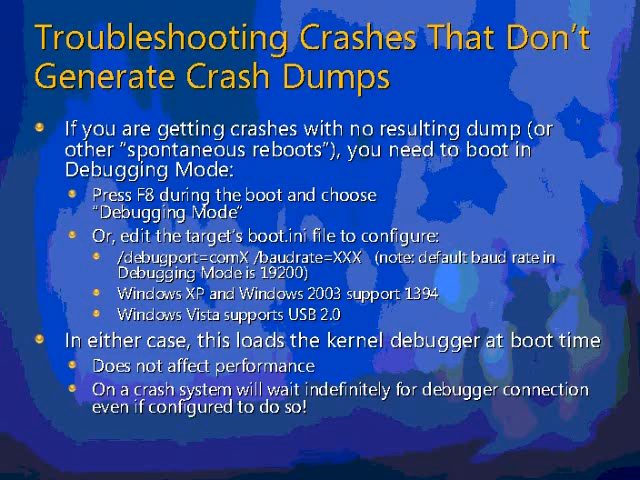 Troubleshooting Crashes That Don't
Generate Crash Dumps
If you are getting crashes with no resulting dump (or
other "spontaneous reboots"), you need to boot in
Debugging Mode:
Press F8 during the boot and choose
"Debugging Mode"
Or, edit the target's boot.ini file to configure:
/debugport=comX /baudrate=XXX (note: default baud rate in
Debugging Mode is 19200)
Windows XP and Windows 2003 support 1394
Windows Vista supports USB 2.0
In either case, this loads the kernel debugger at boot time
Does not affect performance
On a crash system will wait indefinitely for debugger connection
even if configured to do so!